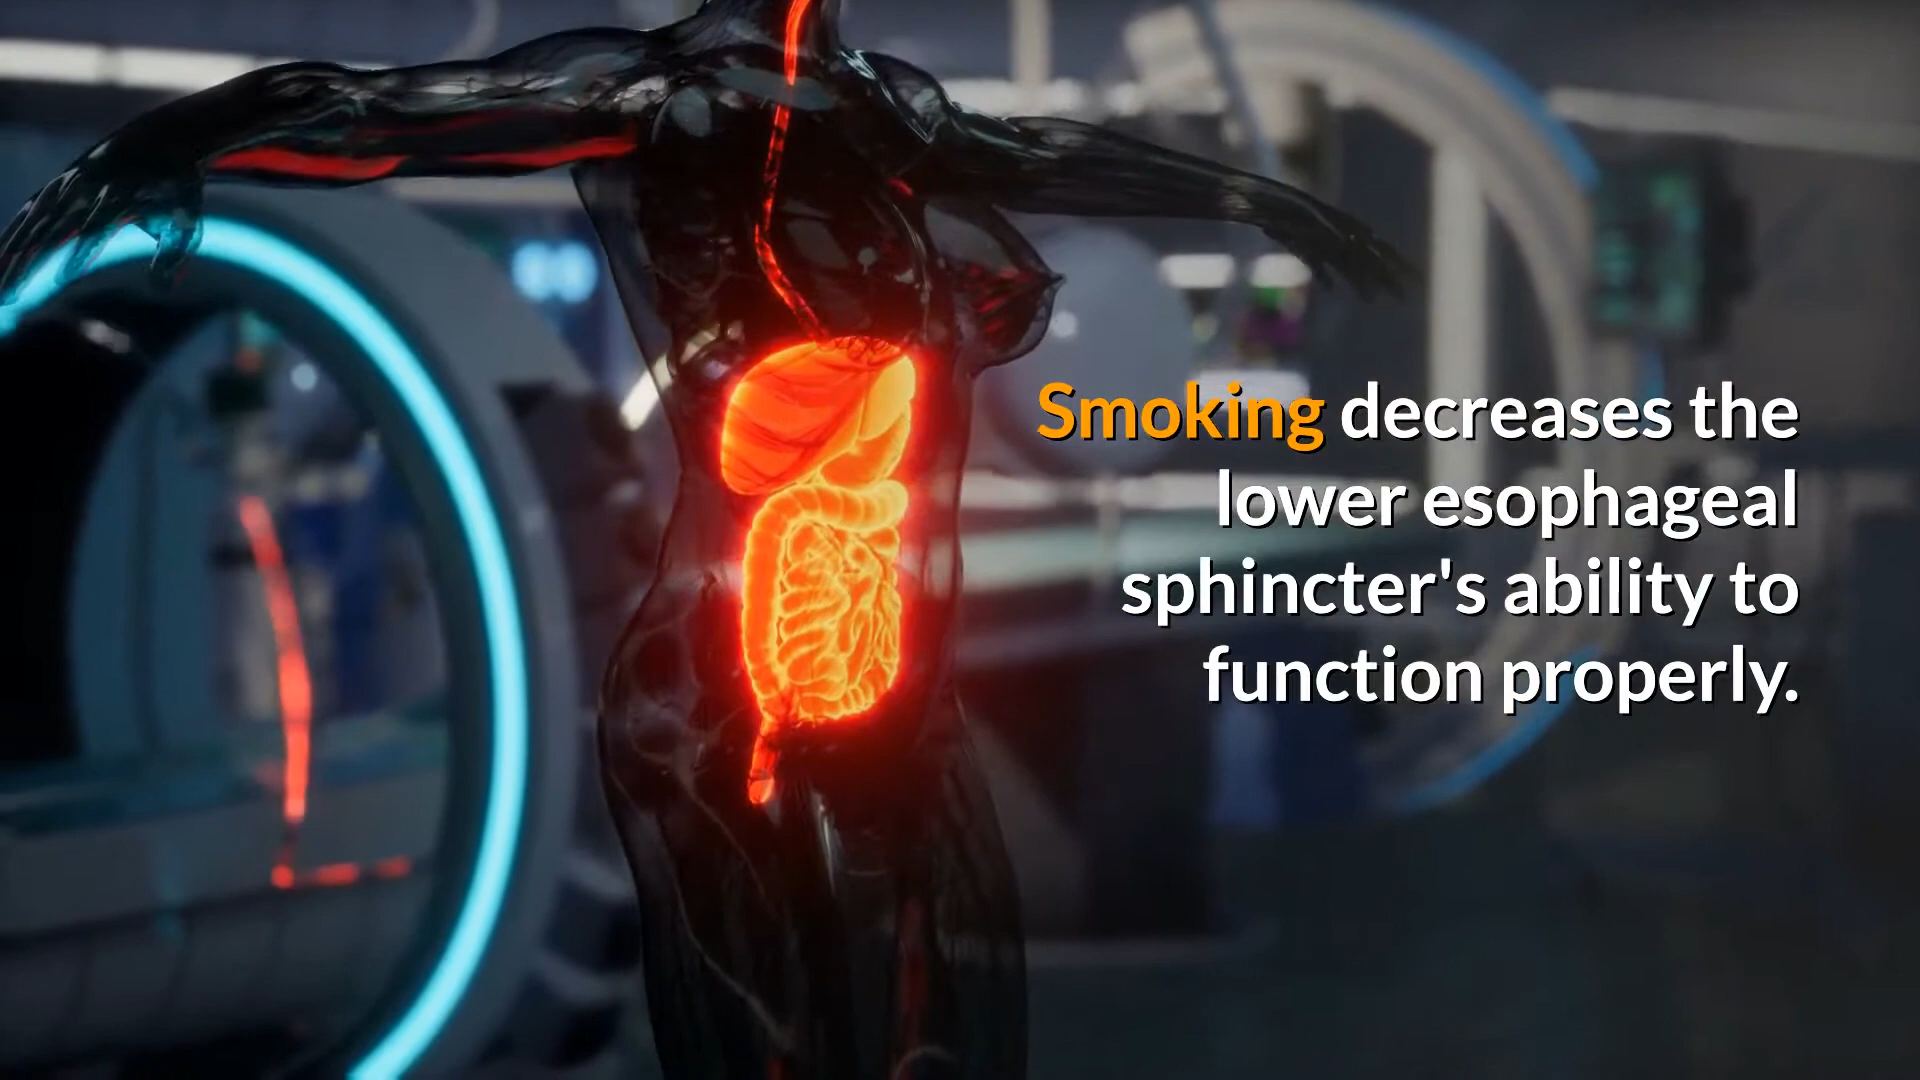 Smoking decreases the
lower esophageal
sphincter's ability to
function properly.